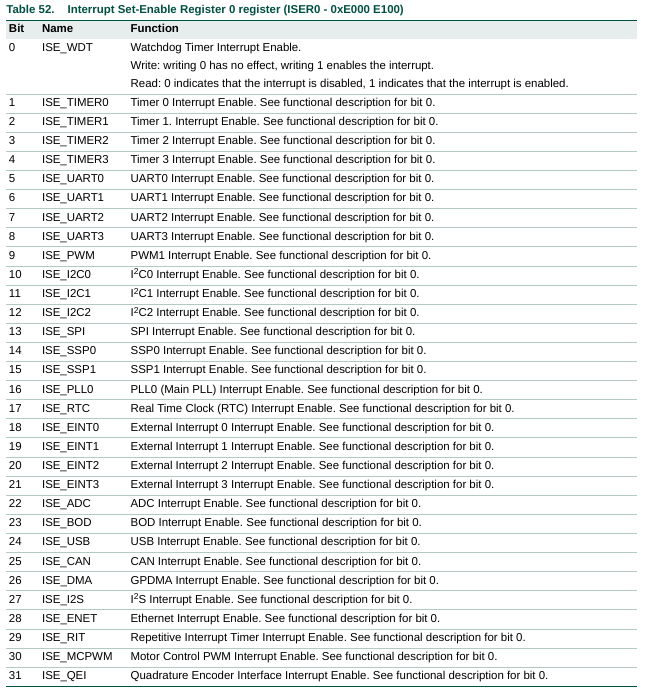 Table 52. Interrupt Set-Enable Register 0 register (ISER0 - 0xE000 E100)
Bit Name Function
0 ISE_WDT Watchdog Timer Interrupt Enable.
Write: writing 0 has no effect, writing 1 enables the interrupt.
Read: 0 indicates that the interrupt is disabled, 1 indicates that the interrupt is enabled.
1 ISE_TIMER0 Timer 0 Interrupt Enable. See functional description for bit 0.
2 ISE_TIMER1 Timer 1. Interrupt Enable. See functional description for bit 0.
3 ISE_TIMER2 Timer 2 Interrupt Enable. See functional description for bit 0.
4 ISE_TIMER3 Timer 3 Interrupt Enable. See functional description for bit 0.
5 ISE_UART0 UART0 Interrupt Enable. See functional description for bit 0.
6 ISE_UART1 UART1 Interrupt Enable. See functional description for bit 0.
7 ISE_UART2 UART2 Interrupt Enable. See functional description for bit 0.
8 ISE_UART3 UART3 Interrupt Enable. See functional description for bit 0.
9 ISE_PWM PWM1 Interrupt Enable. See functional description for bit 0.
10 ISE_I2C0 I²C0 Interrupt Enable. See functional description for bit 0.
11 ISE_I2C1 I²C1 Interrupt Enable. See functional description for bit 0.
12 ISE_I2C2 I²C2 Interrupt Enable. See functional description for bit 0.
13 ISE_SPI SPI Interrupt Enable. See functional description for bit 0.
14 ISE_SSP0 SSP0 Interrupt Enable. See functional description for bit 0.
15 ISE_SSP1 SSP1 Interrupt Enable. See functional description for bit 0.
16 ISE_PLL0 PLL0 (Main PLL) Interrupt Enable. See functional description for bit 0.
17 ISE_RTC Real Time Clock (RTC) Interrupt Enable. See functional description for bit 0.
18 ISE_EINT0 External Interrupt 0 Interrupt Enable. See functional description for bit 0.
19 ISE_EINT1 External Interrupt 1 Interrupt Enable. See functional description for bit 0.
20 ISE_EINT2 External Interrupt 2 Interrupt Enable. See functional description for bit 0.
21 ISE_EINT3 External Interrupt 3 Interrupt Enable. See functional description for bit 0.
22 ISE_ADC ADC Interrupt Enable. See functional description for bit 0.
23 ISE_BOD BOD Interrupt Enable. See functional description for bit 0.
24 ISE_USB USB Interrupt Enable. See functional description for bit 0.
25 ISE_CAN CAN Interrupt Enable. See functional description for bit 0.
26 ISE_DMA GPDMA Interrupt Enable. See functional description for bit 0.
27 ISE_I2S I²S Interrupt Enable. See functional description for bit 0.
28 ISE_ENET Ethernet Interrupt Enable. See functional description for bit 0.
29 ISE_RIT Repetitive Interrupt Timer Interrupt Enable. See functional description for bit 0.
30 ISE_MCPWM Motor Control PWM Interrupt Enable. See functional description for bit 0.
31 ISE_QEI Quadrature Encoder Interface Interrupt Enable. See functional description for bit 0.